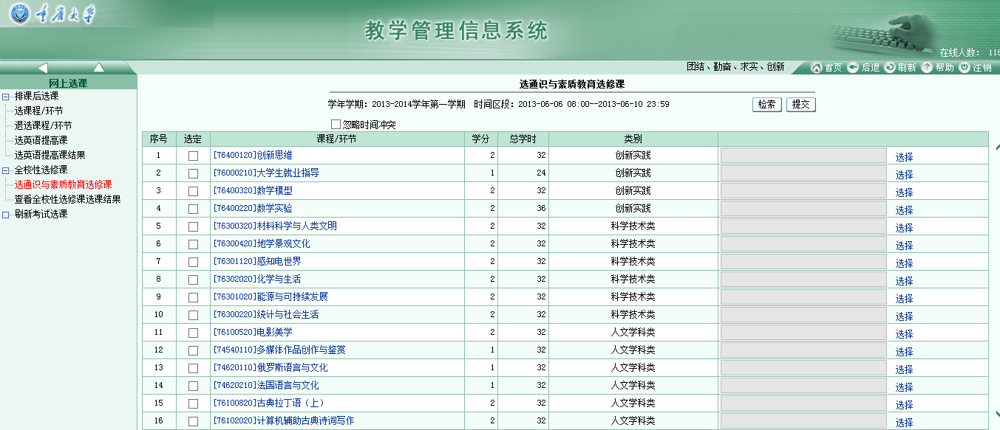 重庆大学
教学管理信息系统
在线人数： 118
团结、勤奋、求实、创新
首页 后退 刷新 帮助 注销
网上选课
排课后选课
选课程/环节
退选课程/环节
选英语提高课
选英语提高课结果
全校性选修课
选通识与素质教育选修课
查看全校性选修课选课结果
刷新考试选课
选通识与素质教育选修课
学年学期：2013-2014学年第一学期 时间区段：2013-06-06 08:00--2013-06-10 23:59 检索 提交
忽略时间冲突
序号 选定 课程/环节 学分 总学时 类别
1 [76400120]创新思维 2 32 创新实践 选择
2 [76000210]大学生就业指导 1 24 创新实践 选择
3 [76400320]数学模型 2 32 创新实践 选择
4 [76400220]数学实验 2 36 创新实践 选择
5 [76300320]材料科学与人类文明 2 32 科学技术类 选择
6 [76300420]地学景观文化 2 32 科学技术类 选择
7 [76301120]感知电世界 2 32 科学技术类 选择
8 [76302020]化学与生活 2 32 科学技术类 选择
9 [76301020]能源与可持续发展 2 32 科学技术类 选择
10 [76300220]统计与社会生活 2 32 科学技术类 选择
11 [76100520]电影美学 2 32 人文学科类 选择
12 [74540110]多媒体作品创作与鉴赏 1 32 人文学科类 选择
13 [74620110]俄罗斯语言与文化 1 32 人文学科类 选择
14 [74620210]法国语言与文化 1 32 人文学科类 选择
15 [76100820]古典拉丁语（上） 2 32 人文学科类 选择
16 [76102020]计算机辅助古典诗词写作 2 32 人文学科类 选择